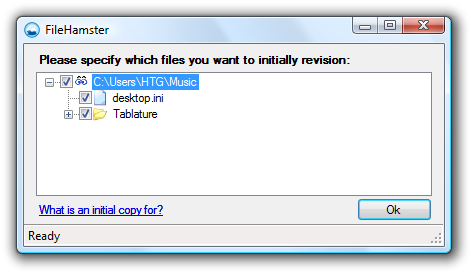 FileHamster
Please specify which files you want to initially revision:
C:\Users\HTG\Music
desktop.ini
Tablature
What is an initial copy for?
Ok
Ready